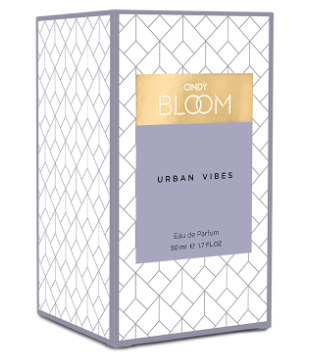 CINDY
BLOOM
URBAN VIBES
Eau de Parfum
50 ml ℮ 1.7 FL.OZ